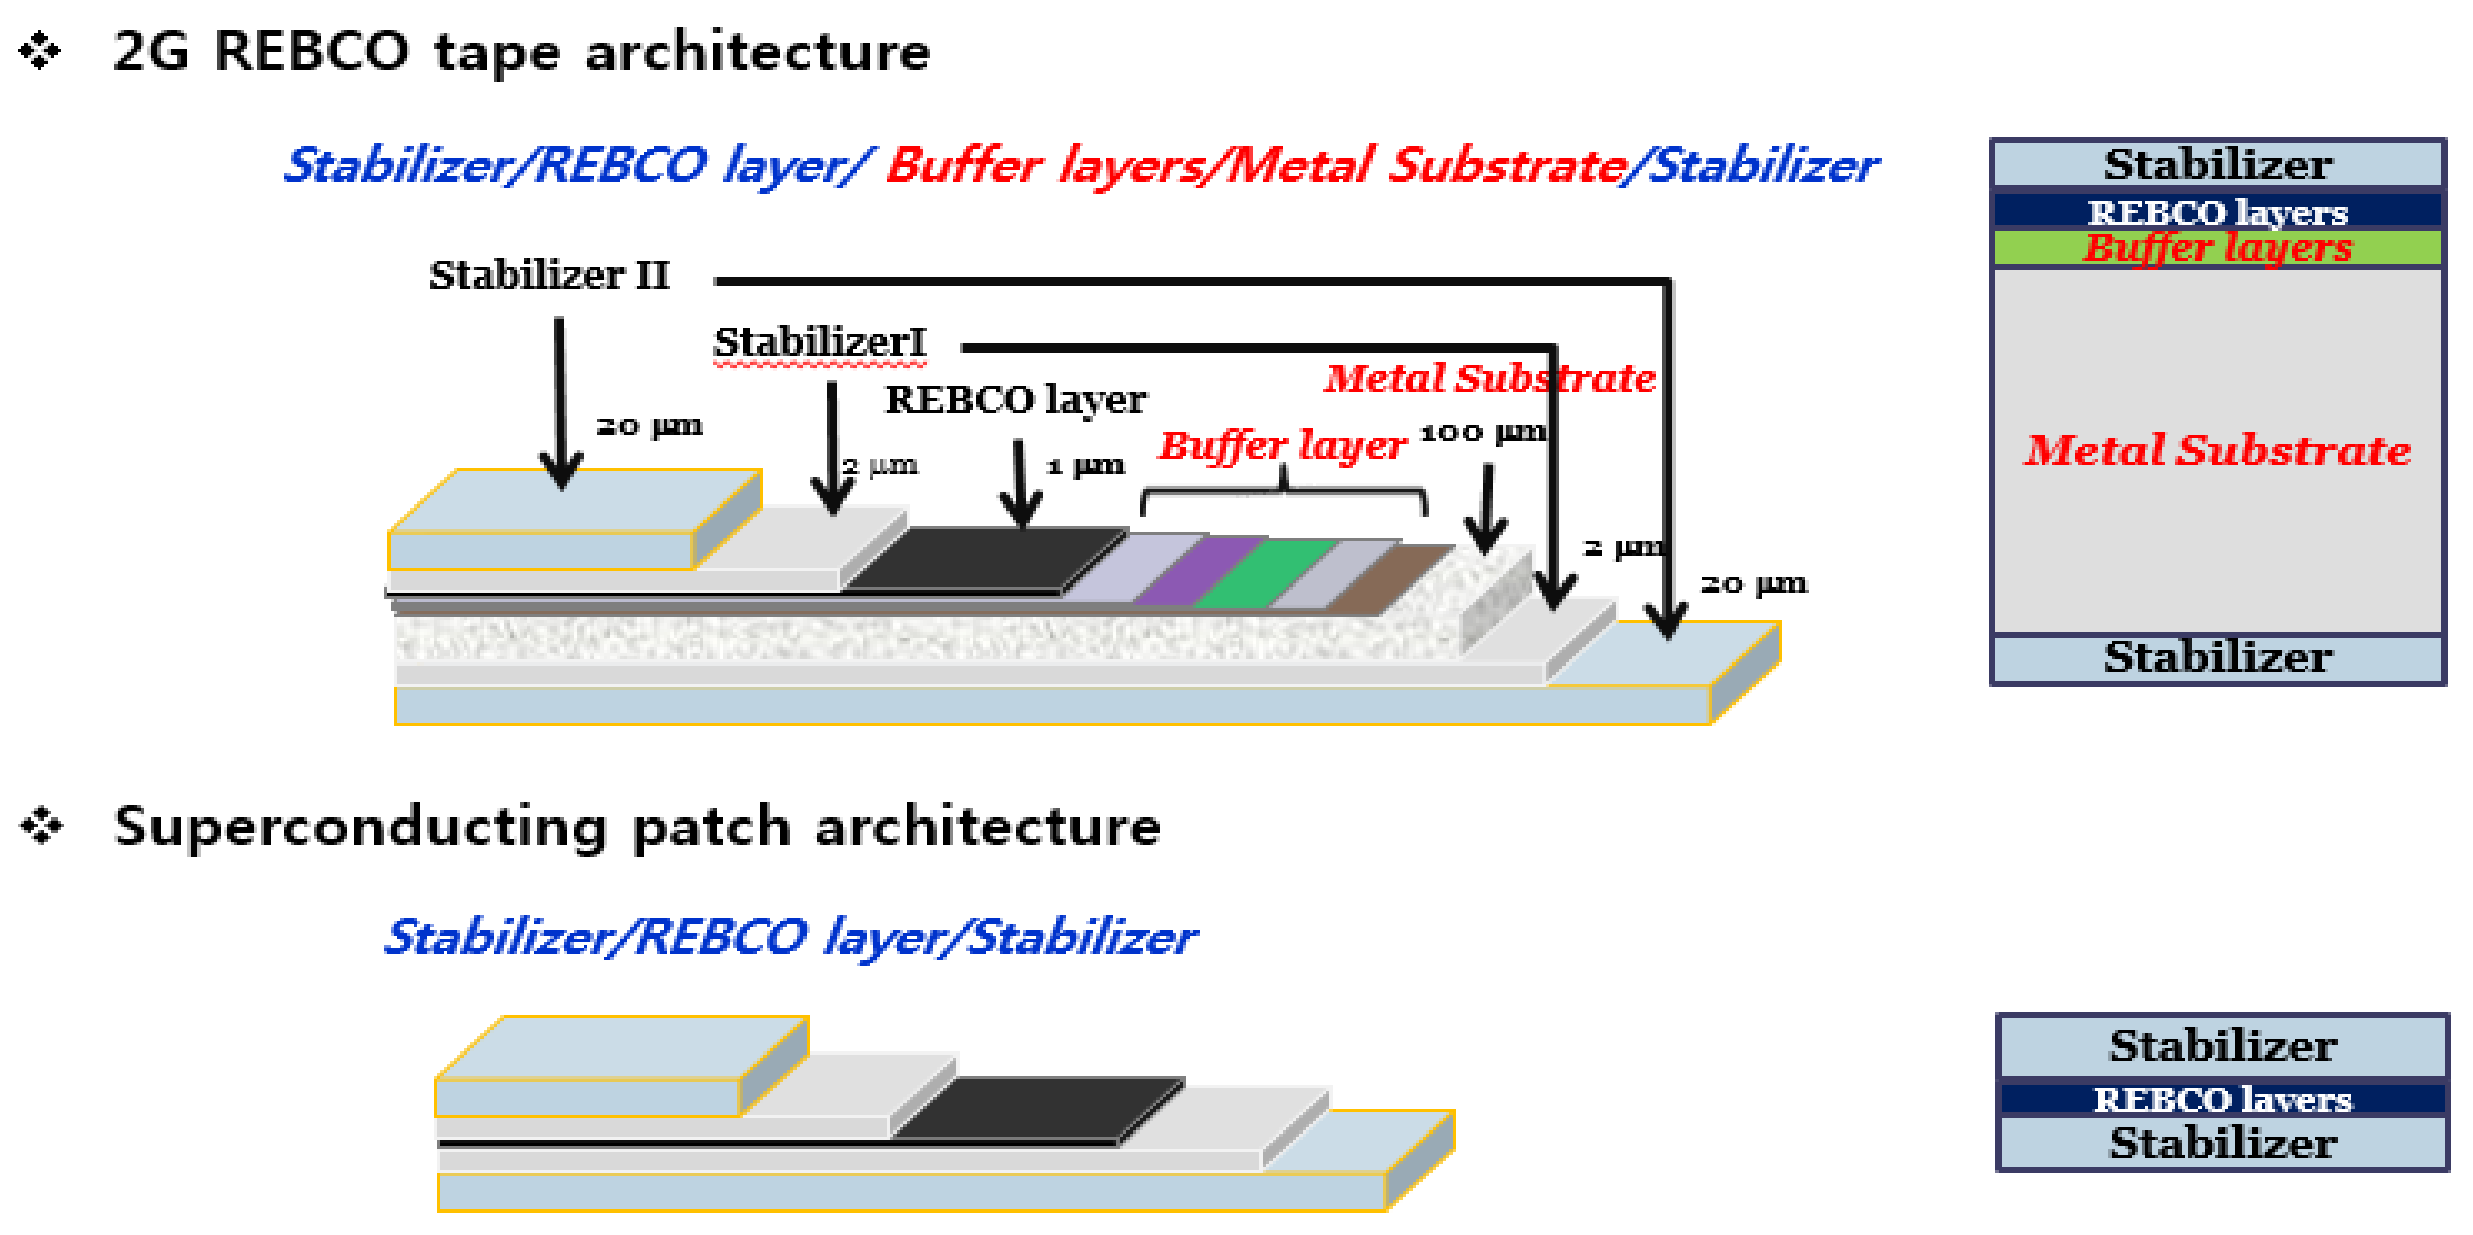 ❖ 2G REBCO tape architecture
Stabilizer/REBCO layer/ Buffer layers/Metal Substrate/Stabilizer
Stabilizer
REBCO layers
Buffer layers
Metal Substrate
Stabilizer
Stabilizer II
StabilizerI
Metal Substrate
REBCO layer
20 μm
Buffer layer
100 μm
2 μm
1 μm
2 μm
20 μm
❖ Superconducting patch architecture
Stabilizer/REBCO layer/Stabilizer
Stabilizer
REBCO layers
Stabilizer